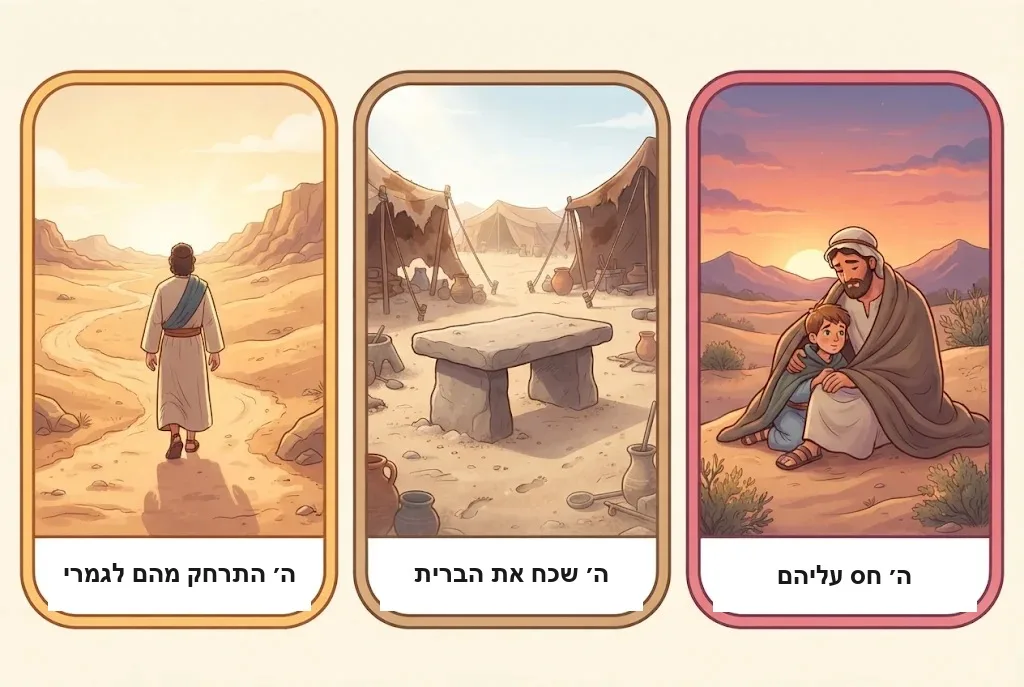 ה׳ חס עליהם
ה׳ שכח את הברית
ה׳ התרחק מהם לגמרי